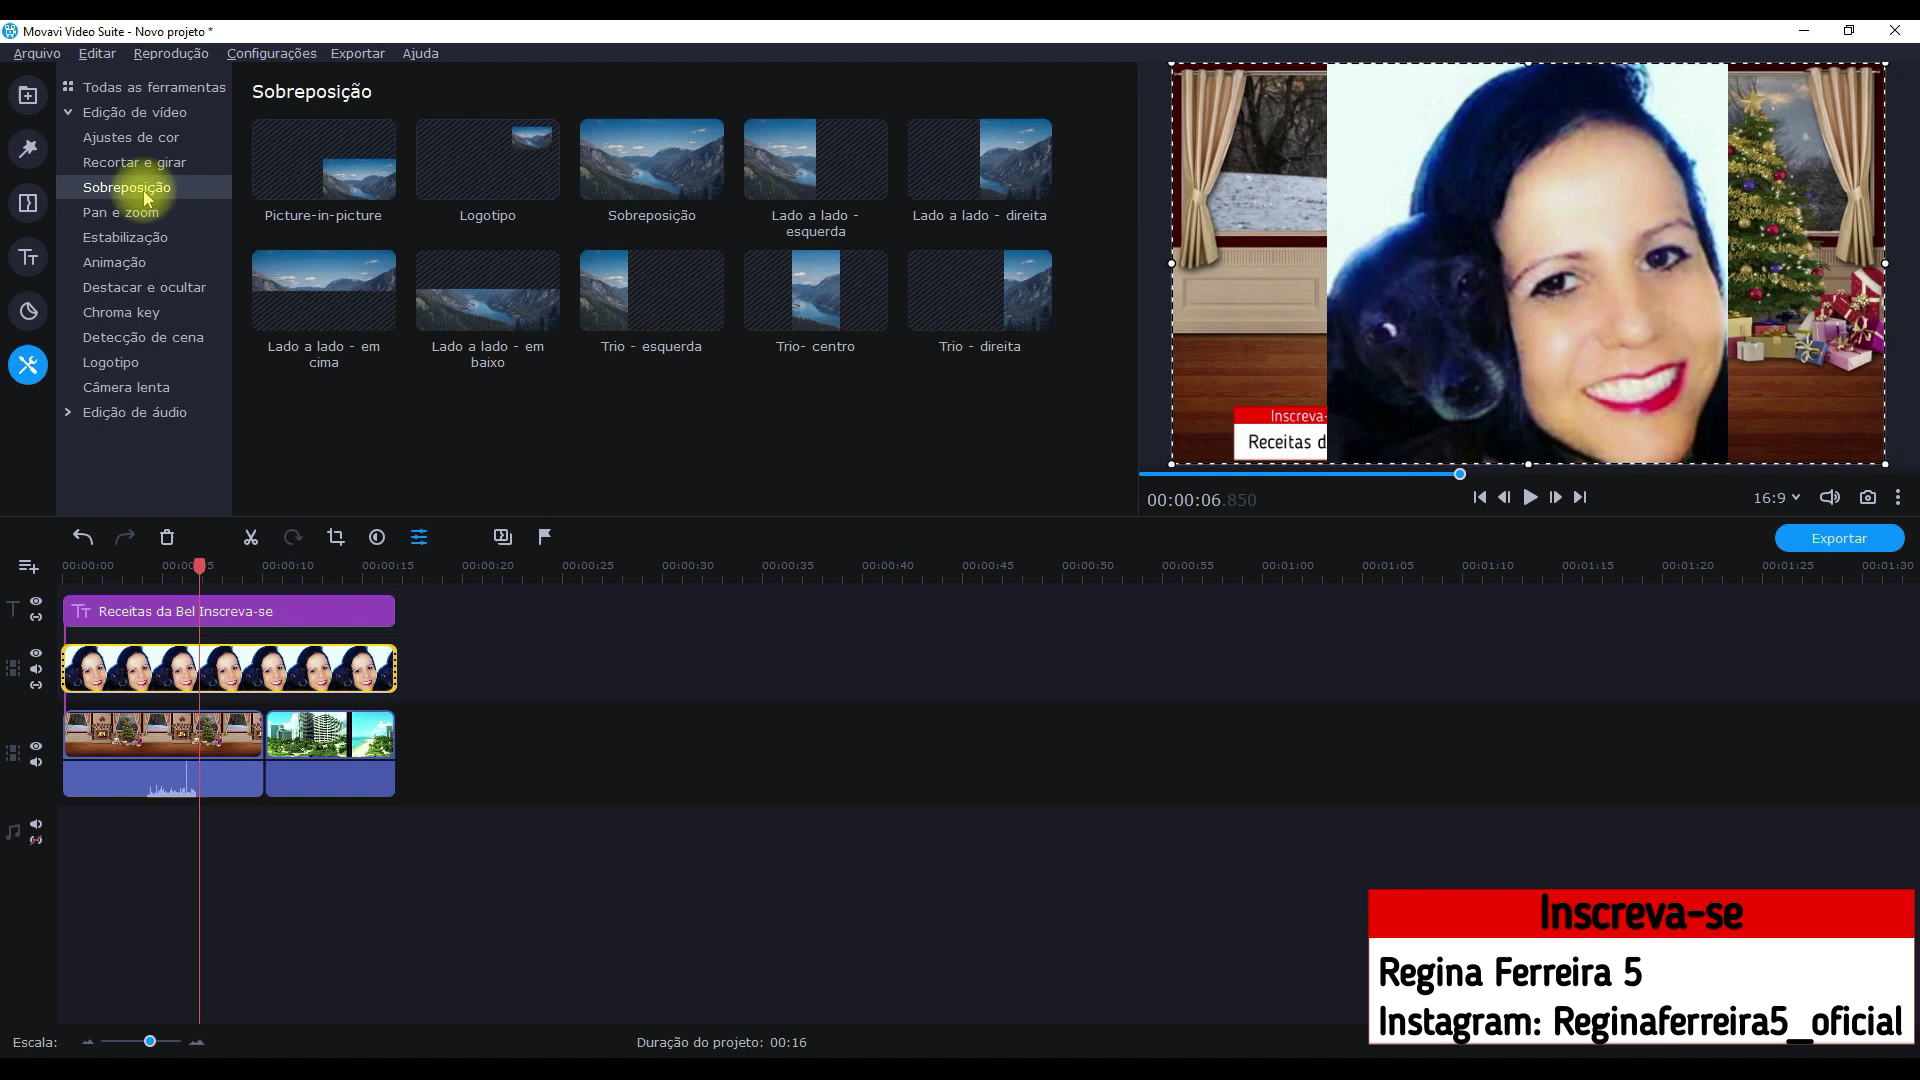 Movavi Video Suite - Novo projeto *
Arquivo Editar Reprodução Configurações Exportar Ajuda
Todas as ferramentas
Edição de vídeo
Ajustes de cor
Recortar e girar
Sobreposição
Pan e zoom
Estabilização
Animação
Destacar e ocultar
Chroma key
Detecção de cena
Logotipo
Câmera lenta
Edição de áudio
Sobreposição
Picture-in-picture
Logotipo
Sobreposição
Lado a lado -
esquerda
Lado a lado - direita
Lado a lado - em
cima
Lado a lado - em
baixo
Trio - esquerda
Trio- centro
Trio - direita
Inscreva-
Receitas d
00:00:06.850
16:9
Exportar
00:00:00 00:00:05 00:00:10 00:00:15 00:00:20 00:00:25 00:00:30 00:00:35 00:00:40 00:00:45 00:00:50 00:00:55 00:01:00 00:01:05 00:01:10 00:01:15 00:01:20 00:01:25 00:01:30
Receitas da Bel Inscreva-se
Inscreva-se
Regina Ferreira 5
Instagram: Reginaferreira5_oficial
Escala:
Duração do projeto: 00:16